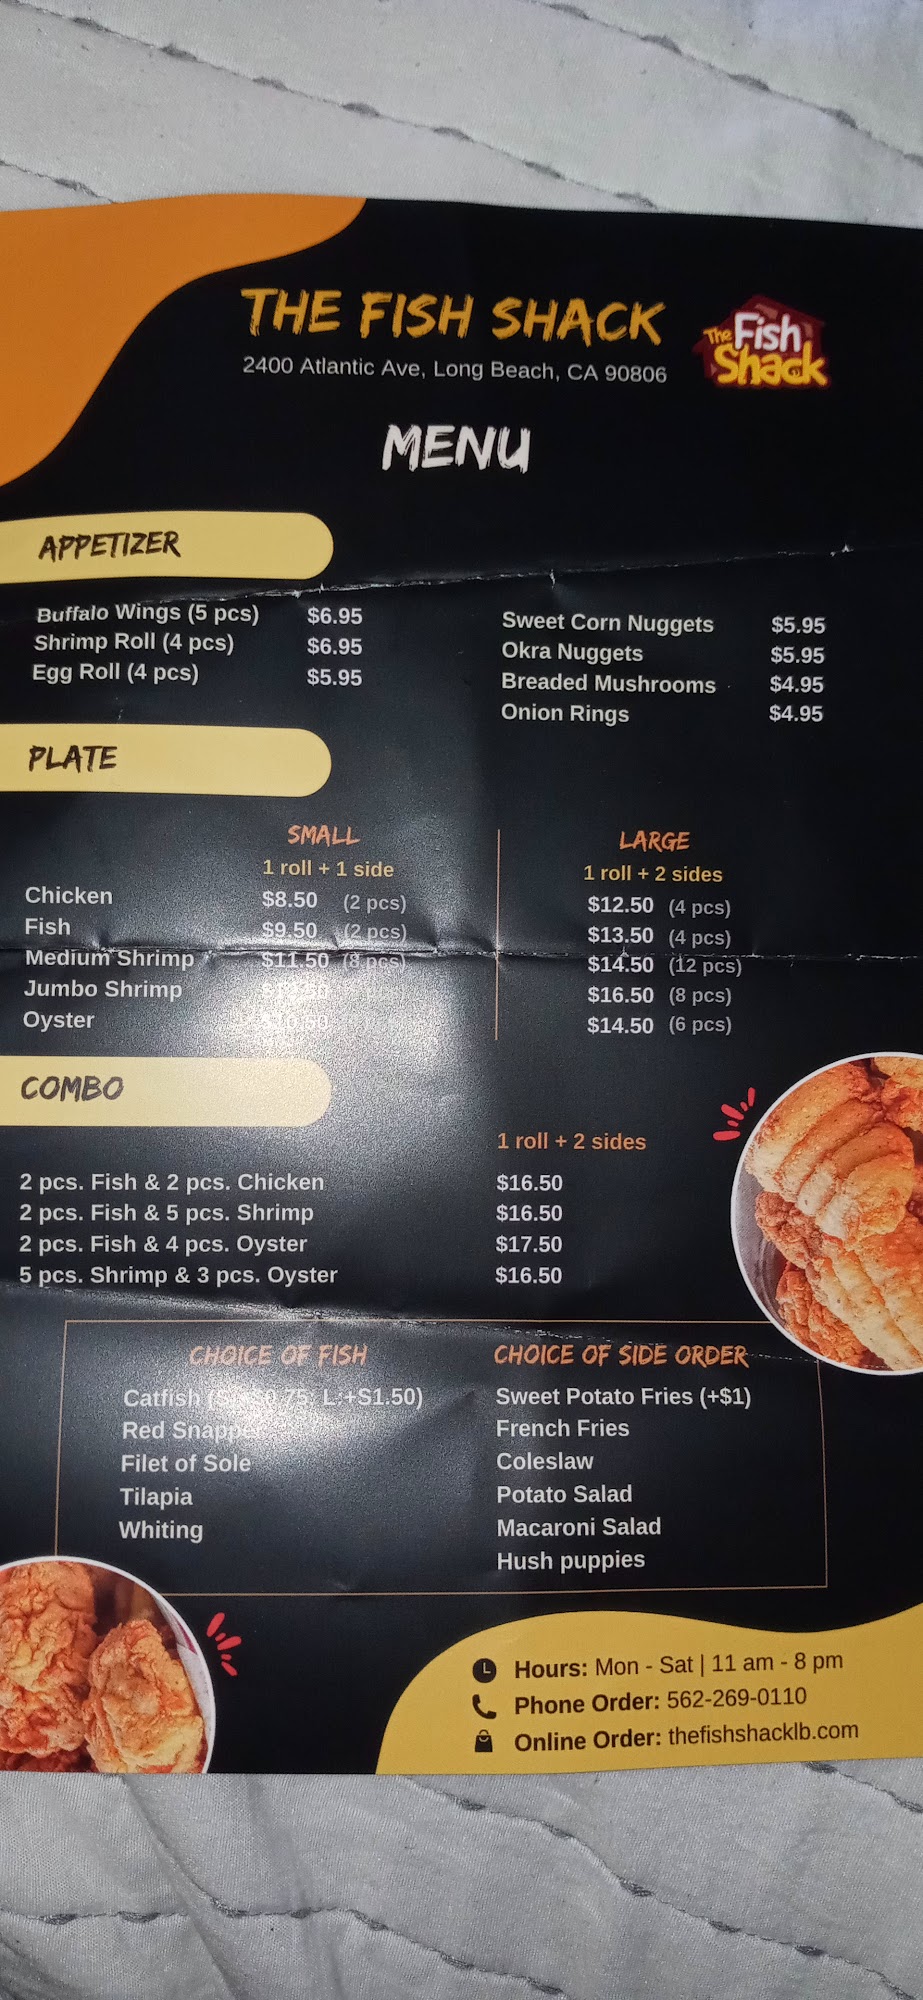 THE FISH SHACK
2400 Atlantic Ave, Long Beach, CA 90806
The Fish Shack
MENU
APPETIZER
Buffalo Wings (5 pcs) $6.95
Shrimp Roll (4 pcs) $6.95
Egg Roll (4 pcs) $5.95
Sweet Corn Nuggets $5.95
Okra Nuggets $5.95
Breaded Mushrooms $4.95
Onion Rings $4.95
PLATE
SMALL LARGE
1 roll + 1 side 1 roll + 2 sides
Chicken $8.50 (2 pcs) $12.50 (4 pcs)
Fish $9.50 (2 pcs) $13.50 (4 pcs)
Medium Shrimp $11.50 (8 pcs) $14.50 (12 pcs)
Jumbo Shrimp $16.50 (8 pcs)
Oyster $14.50 (6 pcs)
COMBO
1 roll + 2 sides
2 pcs. Fish & 2 pcs. Chicken $16.50
2 pcs. Fish & 5 pcs. Shrimp $16.50
2 pcs. Fish & 4 pcs. Oyster $17.50
5 pcs. Shrimp & 3 pcs. Oyster $16.50
CHOICE OF FISH
Catfish L:+S1.50)
Red Snapper
Filet of Sole
Tilapia
Whiting
CHOICE OF SIDE ORDER
Sweet Potato Fries (+$1)
French Fries
Coleslaw
Potato Salad
Macaroni Salad
Hush puppies
Hours: Mon - Sat | 11 am - 8 pm
Phone Order: 562-269-0110
Online Order: thefishshacklb.com